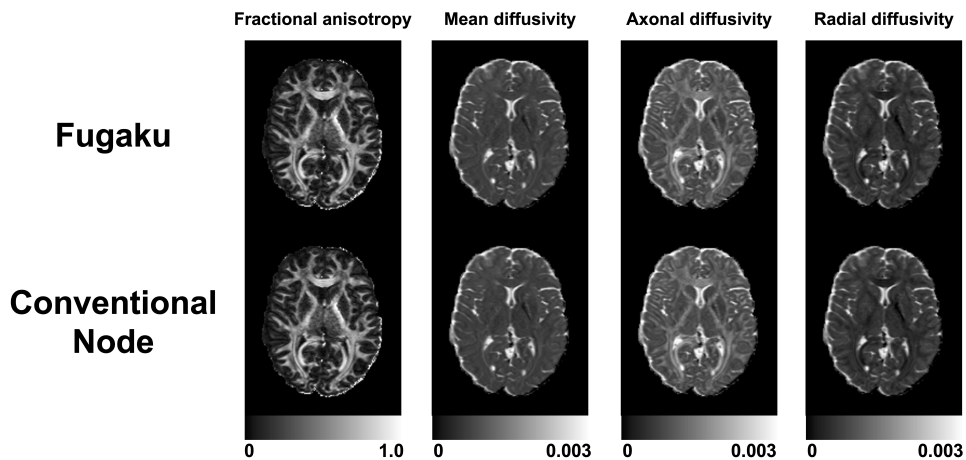 Fractional anisotropy
Mean diffusivity
Axonal diffusivity
Radial diffusivity
Fugaku
Conventional
Node
0 1.0
0 0.003
0 0.003
0 0.003